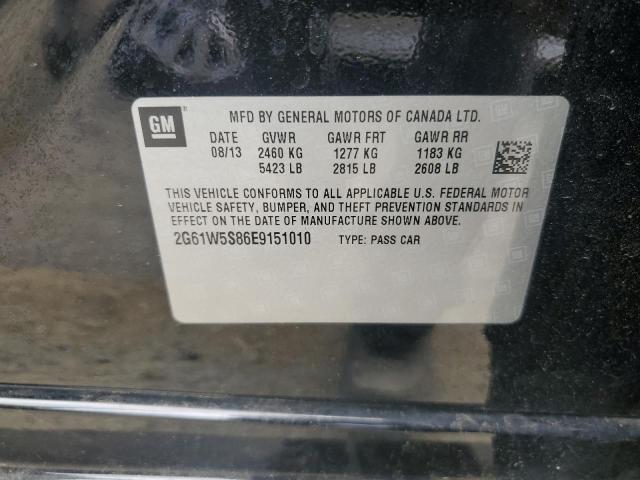 GM
MFD BY GENERAL MOTORS OF CANADA LTD.
DATE GVWR GAWR FRT GAWR RR
08/13 2460 KG 1277 KG 1183 KG
5423 LB 2815 LB 2608 LB
THIS VEHICLE CONFORMS TO ALL APPLICABLE U.S. FEDERAL MOTOR
VEHICLE SAFETY, BUMPER, AND THEFT PREVENTION STANDARDS IN
EFFECT ON THE DATE OF MANUFACTURE SHOWN ABOVE.
2G61W5S86E9151010 TYPE: PASS CAR